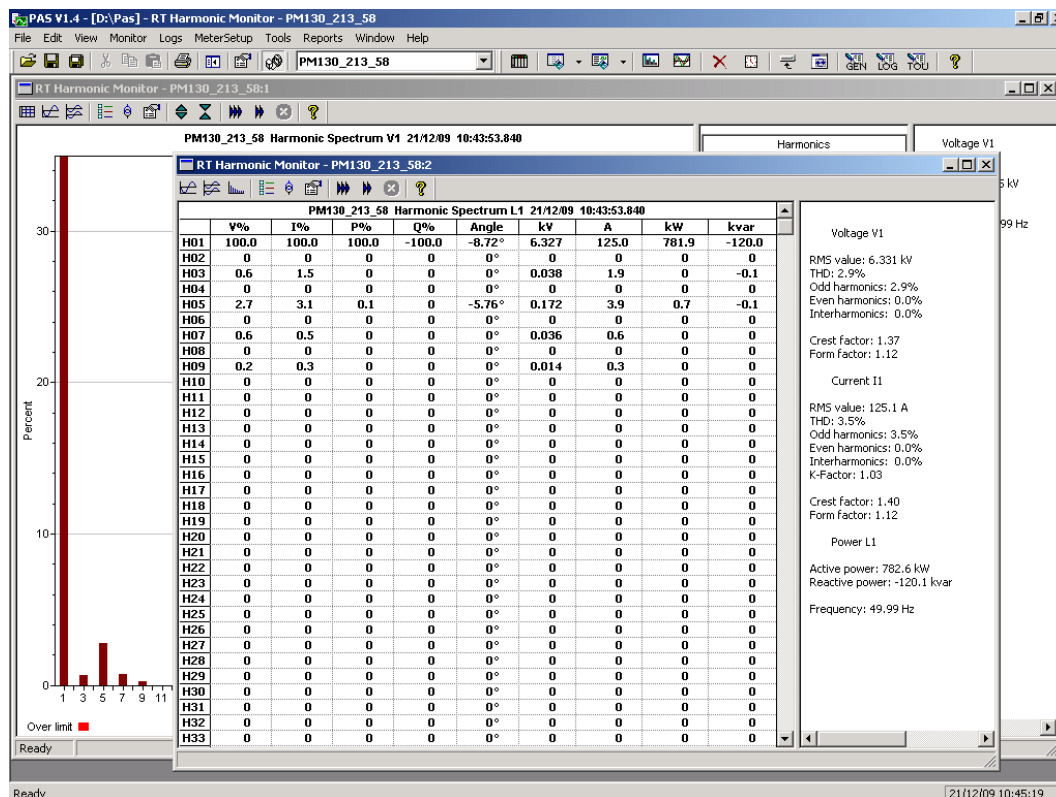 PAS V1.4 - [D:\Pas] - RT Harmonic Monitor - PM130_213_58
File Edit View Monitor Logs MeterSetup Tools Reports Window Help
PM130_213_58 GEN LOG TOU
RT Harmonic Monitor - PM130_213_58:1
PM130_213_58 Harmonic Spectrum V1 21/12/09 10:43:53.840
Harmonics
Voltage V1
kV
99 Hz
30
20
10
0
Percent
1 3 5 7 9 11
Over limit
Ready
RT Harmonic Monitor - PM130_213_58:2
PM130_213_58 Harmonic Spectrum L1 21/12/09 10:43:53.840
V% I% P% Q% Angle kV A kW kvar
H01 100.0 100.0 100.0 -100.0 -8.72° 6.327 125.0 781.9 -120.0
H02 0 0 0 0 0° 0 0 0 0
H03 0.6 1.5 0 0 0° 0.038 1.9 0 -0.1
H04 0 0 0 0 0° 0 0 0 0
H05 2.7 3.1 0.1 0 -5.76° 0.172 3.9 0.7 -0.1
H06 0 0 0 0 0° 0 0 0 0
H07 0.6 0.5 0 0 0° 0.036 0.6 0 0
H08 0 0 0 0 0° 0 0 0 0
H09 0.2 0.3 0 0 0° 0.014 0.3 0 0
H10 0 0 0 0 0° 0 0 0 0
H11 0 0 0 0 0° 0 0 0 0
H12 0 0 0 0 0° 0 0 0 0
H13 0 0 0 0 0° 0 0 0 0
H14 0 0 0 0 0° 0 0 0 0
H15 0 0 0 0 0° 0 0 0 0
H16 0 0 0 0 0° 0 0 0 0
H17 0 0 0 0 0° 0 0 0 0
H18 0 0 0 0 0° 0 0 0 0
H19 0 0 0 0 0° 0 0 0 0
H20 0 0 0 0 0° 0 0 0 0
H21 0 0 0 0 0° 0 0 0 0
H22 0 0 0 0 0° 0 0 0 0
H23 0 0 0 0 0° 0 0 0 0
H24 0 0 0 0 0° 0 0 0 0
H25 0 0 0 0 0° 0 0 0 0
H26 0 0 0 0 0° 0 0 0 0
H27 0 0 0 0 0° 0 0 0 0
H28 0 0 0 0 0° 0 0 0 0
H29 0 0 0 0 0° 0 0 0 0
H30 0 0 0 0 0° 0 0 0 0
H31 0 0 0 0 0° 0 0 0 0
H32 0 0 0 0 0° 0 0 0 0
H33 0 0 0 0 0° 0 0 0 0
Voltage V1
RMS value: 6.331 kV
THD: 2.9%
Odd harmonics: 2.9%
Even harmonics: 0.0%
Interharmonics: 0.0%
Crest factor: 1.37
Form factor: 1.12
Current I1
RMS value: 125.1 A
THD: 3.5%
Odd harmonics: 3.5%
Even harmonics: 0.0%
Interharmonics: 0.0%
K-Factor: 1.03
Crest factor: 1.40
Form factor: 1.12
Power L1
Active power: 782.6 kW
Reactive power: -120.1 kvar
Frequency: 49.99 Hz
Ready 21/12/09 10:45:19